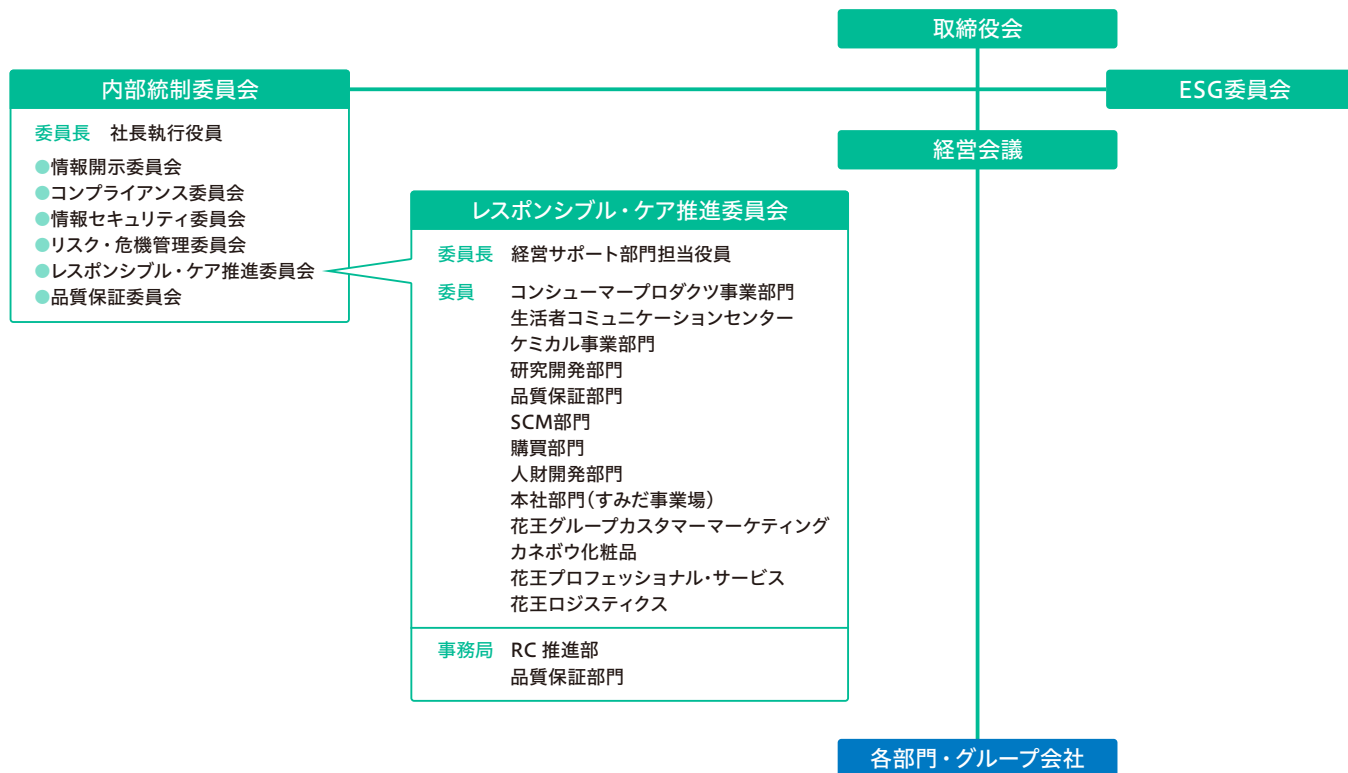 取締役会
内部統制委員会
ESG委員会
委員長 社長執行役員
●情報開示委員会
●コンプライアンス委員会
●情報セキュリティ委員会
●リスク・危機管理委員会
●レスポンシブル・ケア推進委員会
●品質保証委員会
経営会議
レスポンシブル・ケア推進委員会
委員長 経営サポート部門担当役員
委員 コンシューマープロダクツ事業部門
生活者コミュニケーションセンター
ケミカル事業部門
研究開発部門
品質保証部門
SCM部門
購買部門
人財開発部門
本社部門(すみだ事業場)
花王グループカスタマーマーケティング
カネボウ化粧品
花王プロフェッショナル・サービス
花王ロジスティクス
事務局 RC 推進部
品質保証部門
各部門・グループ会社